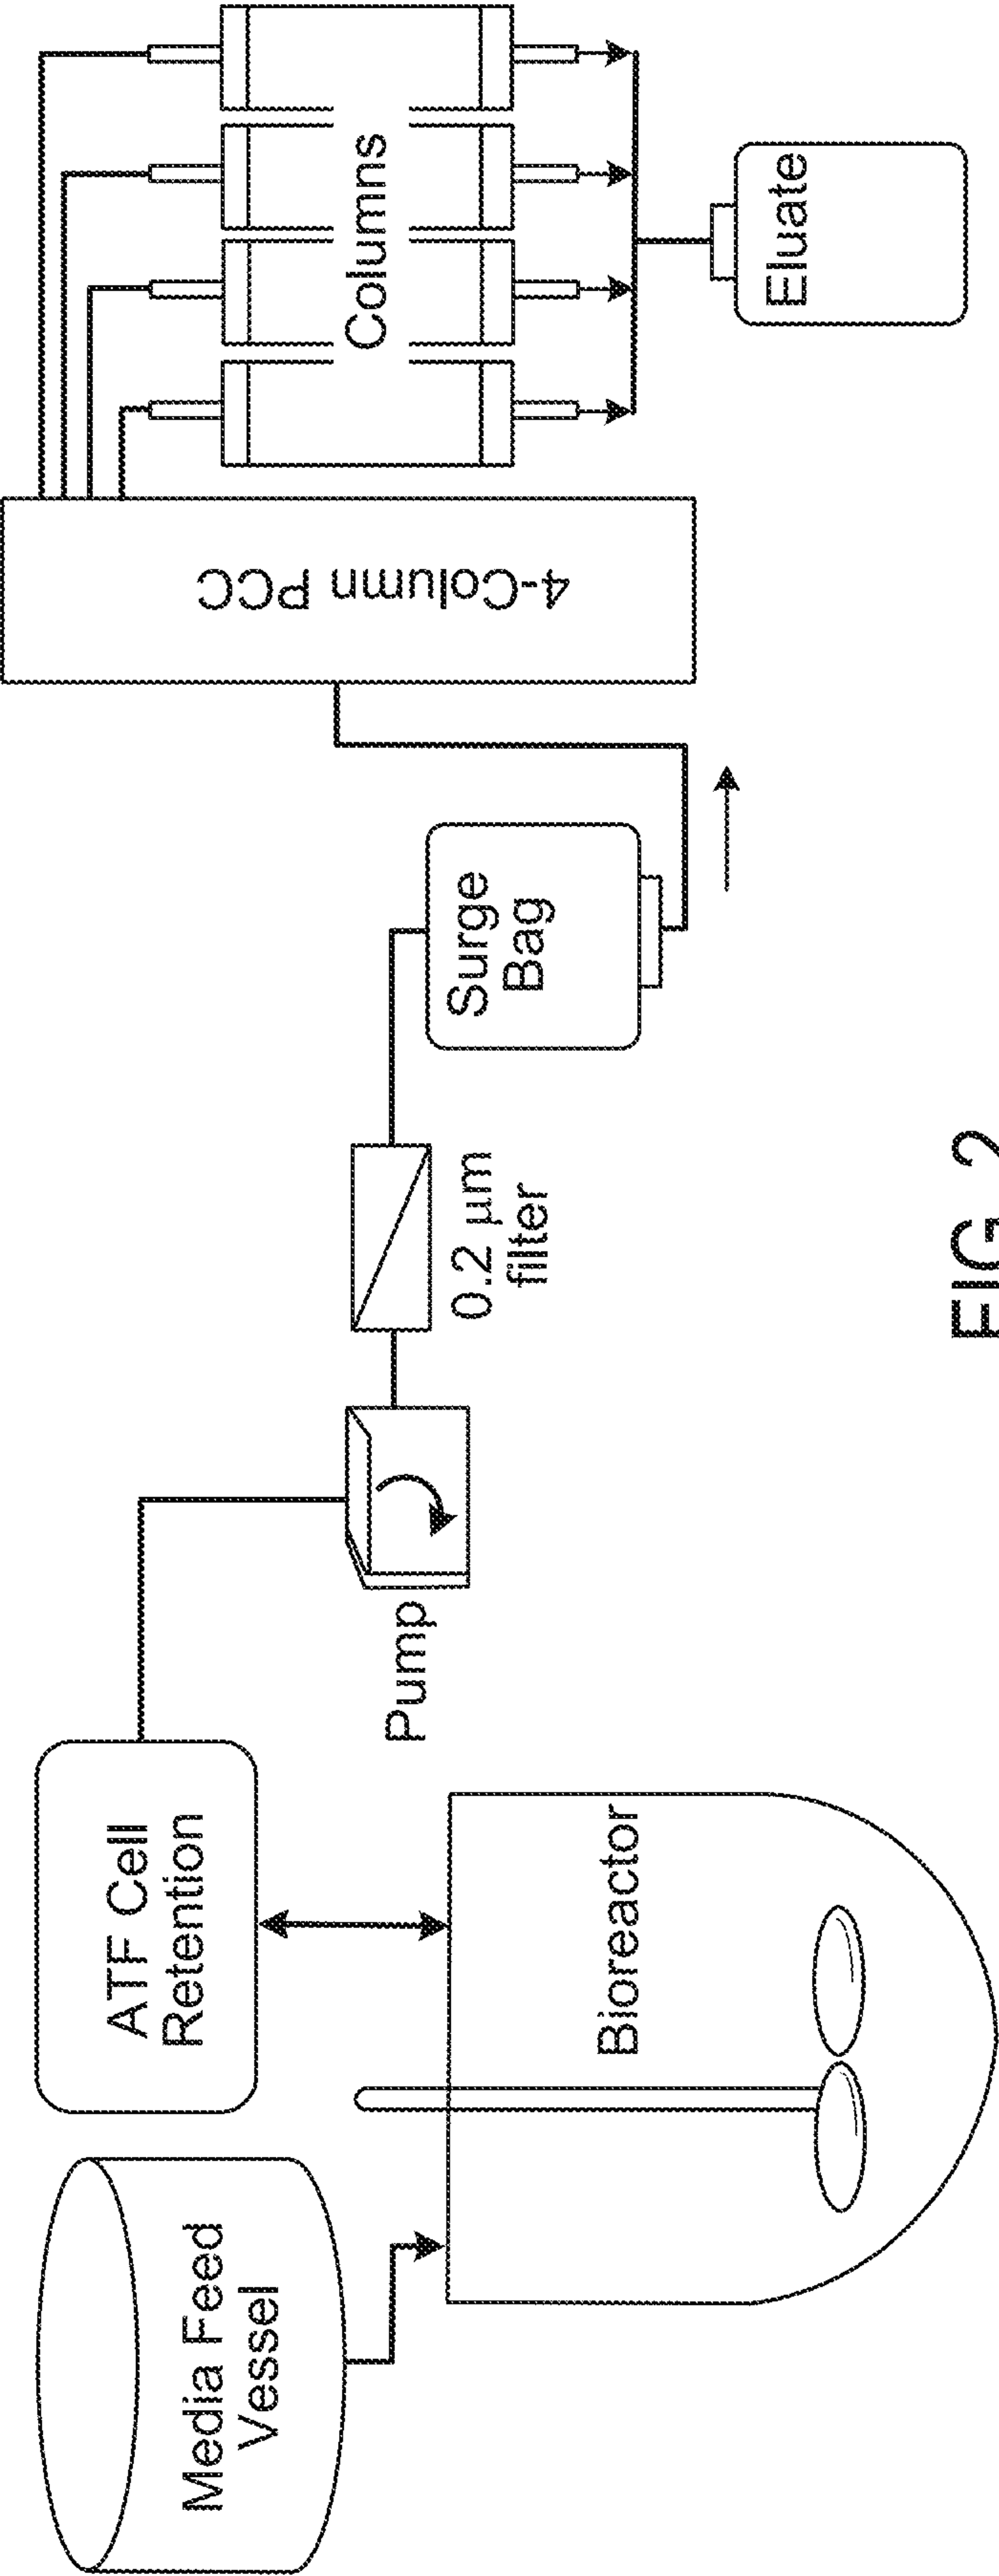 Media Feed
Vessel
ATF Cell
Retention
Bioreactor
Pump
0.2 μm
filter
Surge
Bag
4-Column PCC
Columns
Eluate
FIG. 2